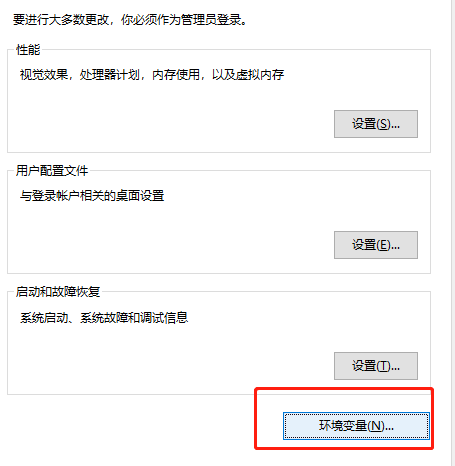 要进行大多数更改，你必须作为管理员登录。
性能
视觉效果，处理器计划，内存使用，以及虚拟内存
设置(S)...
用户配置文件
与登录帐户相关的桌面设置
设置(E)...
启动和故障恢复
系统启动、系统故障和调试信息
设置(T)...
环境变量(N)...